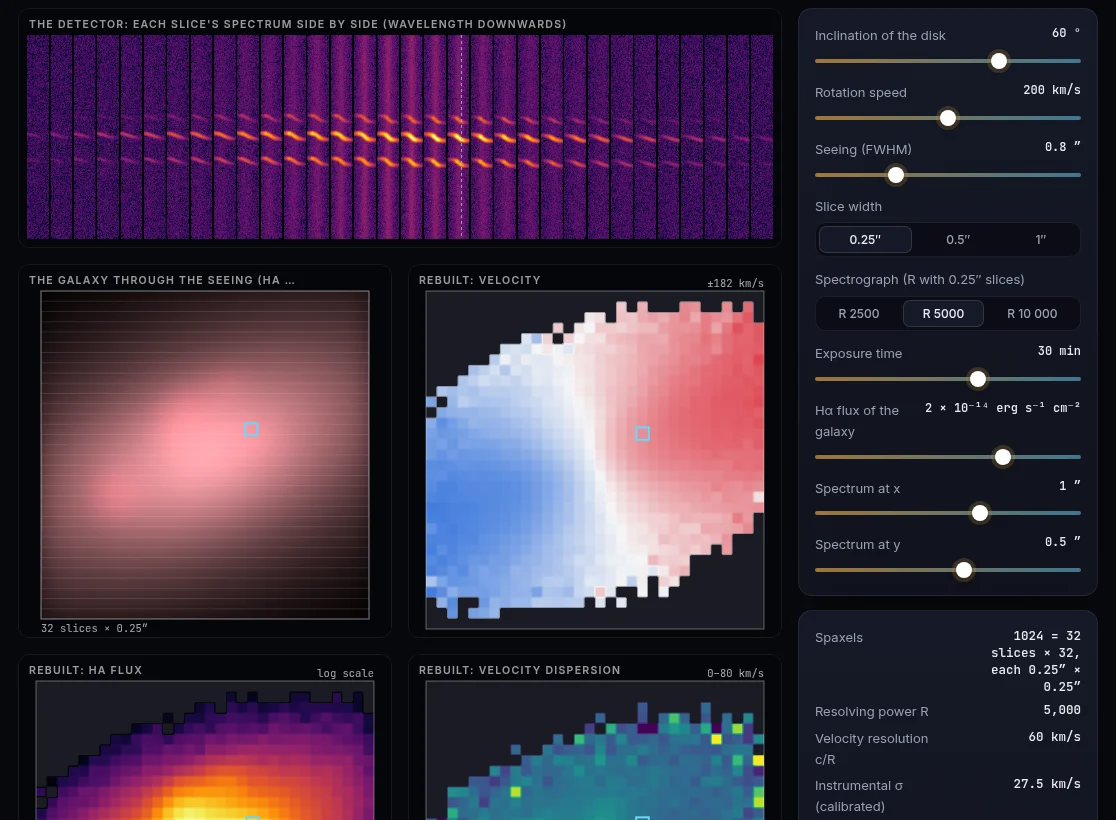 THE DETECTOR: EACH SLICE'S SPECTRUM SIDE BY SIDE (WAVELENGTH DOWNWARDS)
THE GALAXY THROUGH THE SEEING (HΑ ...
32 slices × 0.25″
REBUILT: VELOCITY
±182 km/s
REBUILT: HΑ FLUX
log scale
REBUILT: VELOCITY DISPERSION
0–80 km/s
Inclination of the disk
60 °
Rotation speed
200 km/s
Seeing (FWHM)
0.8 ″
Slice width
0.25″ 0.5″ 1″
Spectrograph (R with 0.25″ slices)
R 2500 R 5000 R 10 000
Exposure time
30 min
Hα flux of the
galaxy
2 × 10⁻¹⁴ erg s⁻¹ cm⁻²
Spectrum at x
1 ″
Spectrum at y
0.5 ″
Spaxels
1024 = 32
slices × 32,
each 0.25″ ×
0.25″
Resolving power R
5,000
Velocity resolution
c/R
60 km/s
Instrumental σ
(calibrated)
27.5 km/s